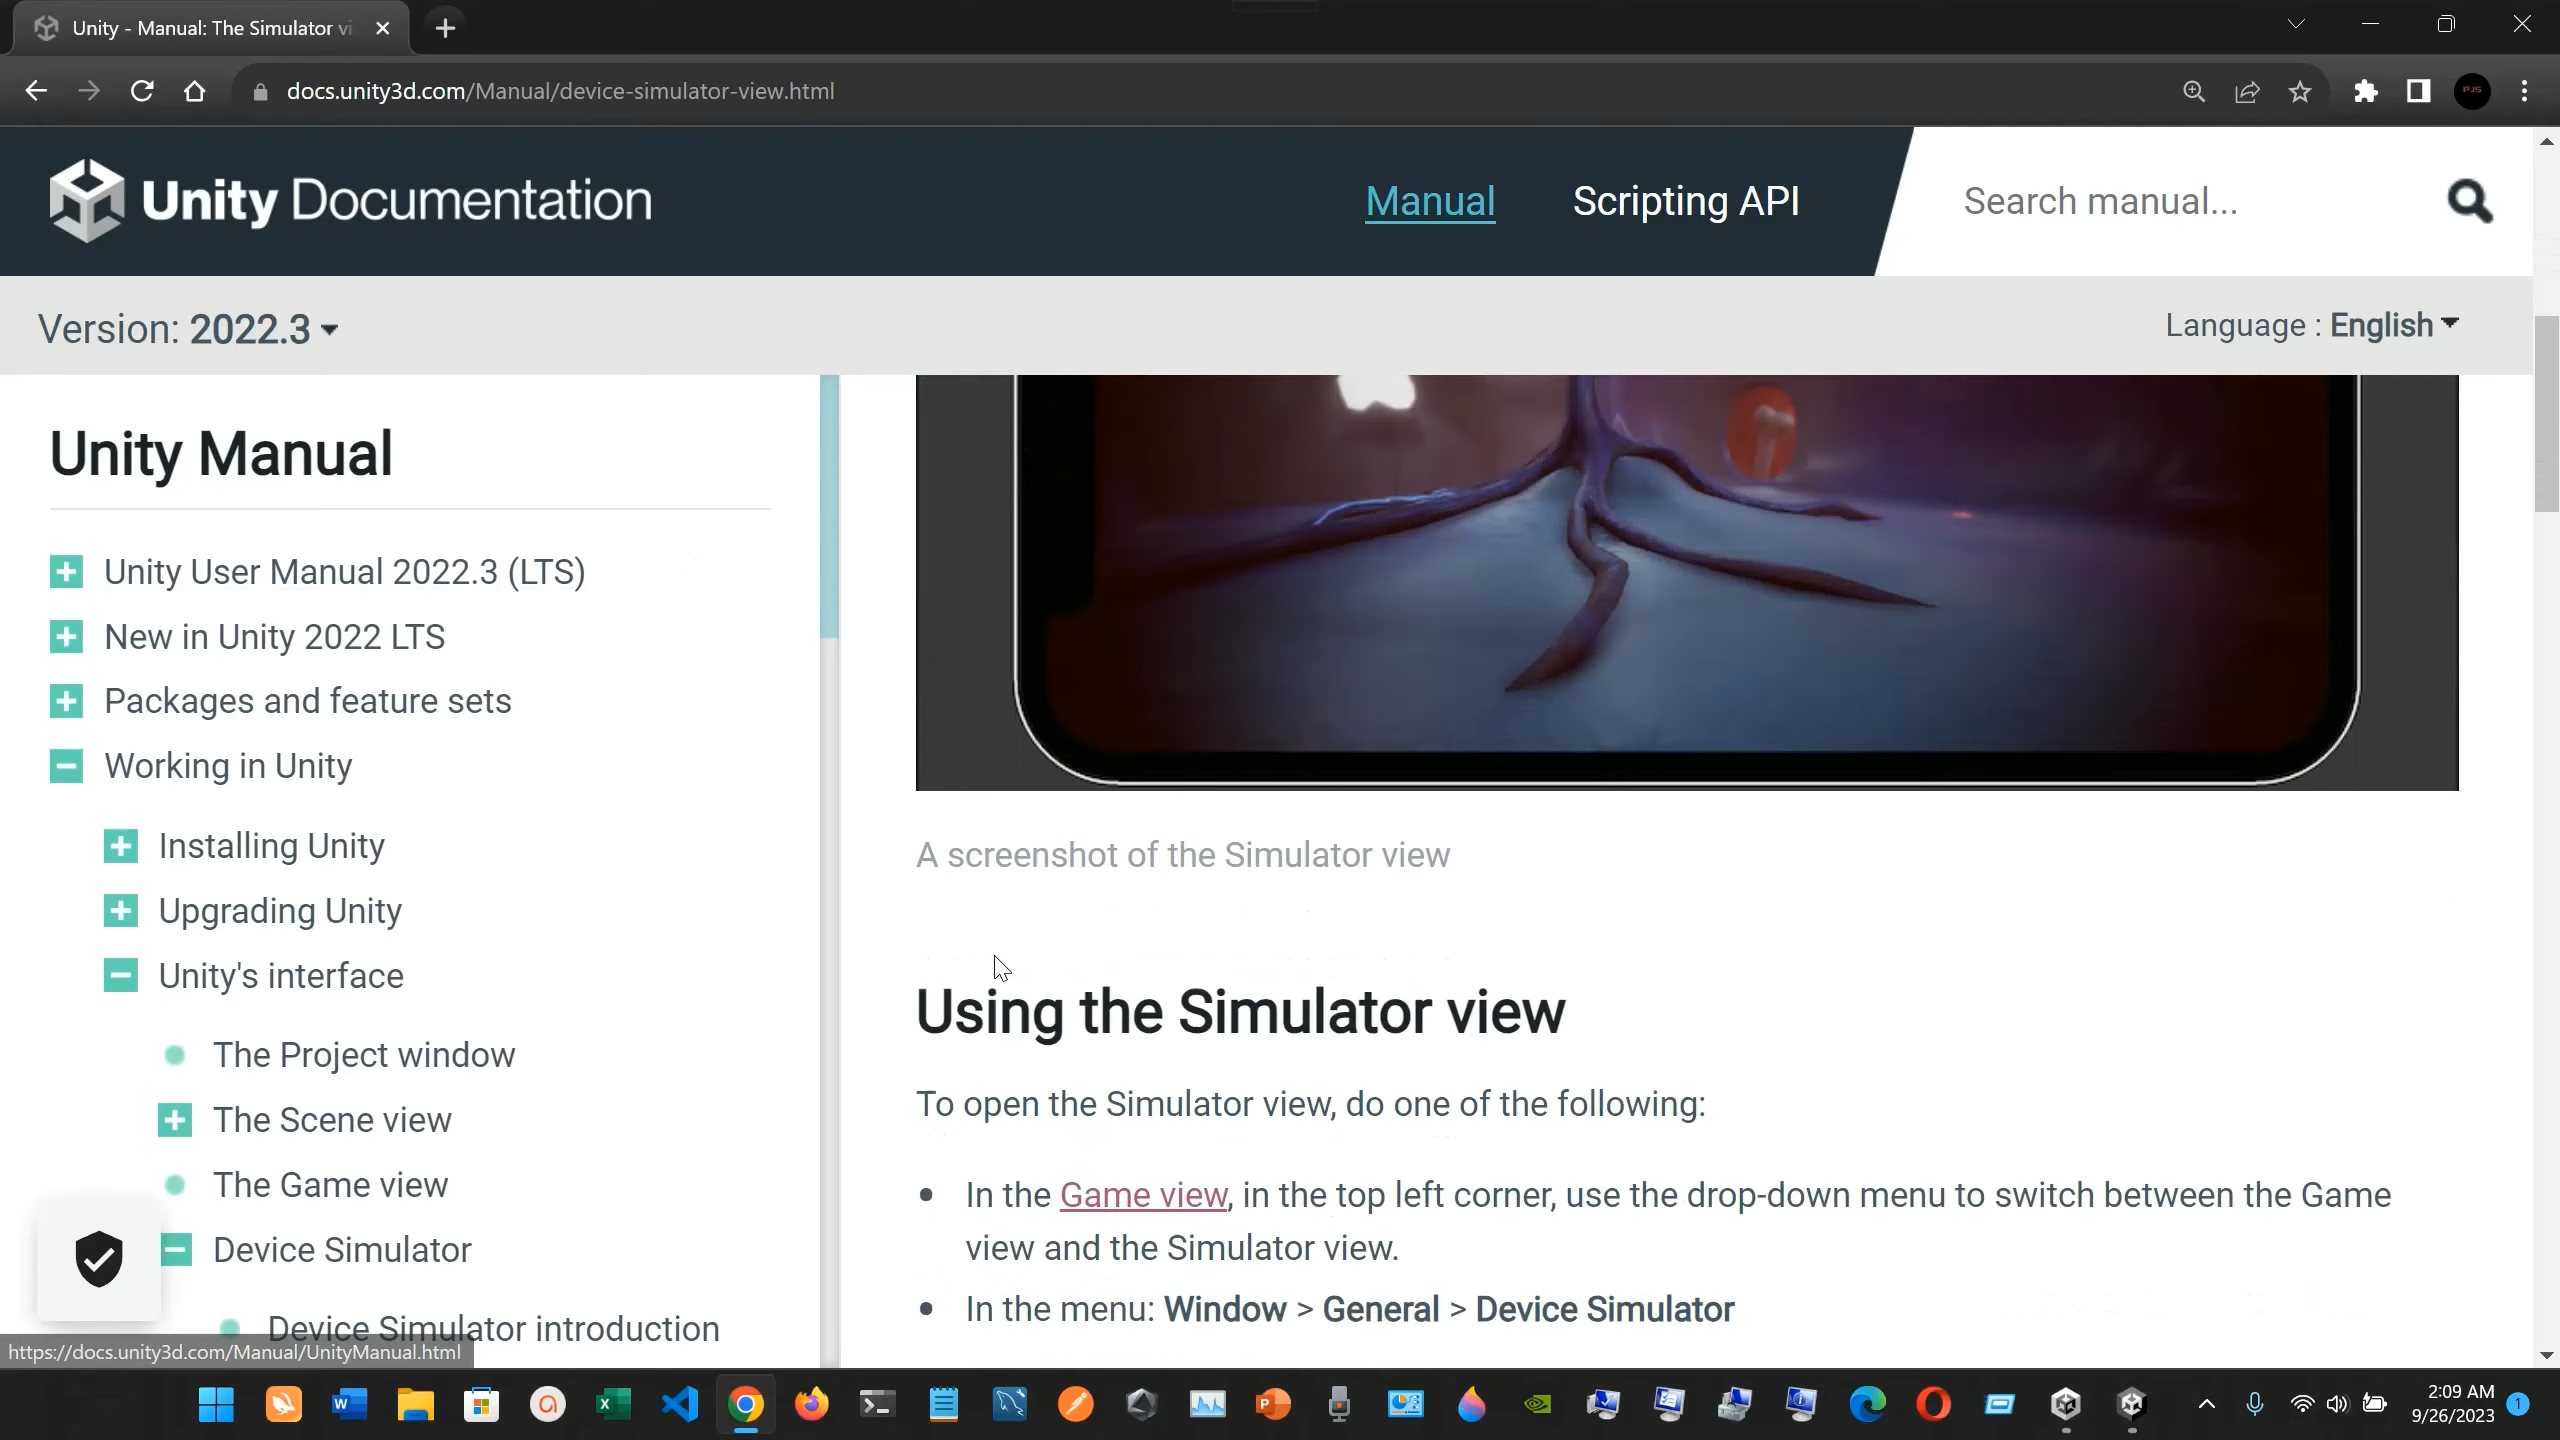 Unity - Manual: The Simulator vi
docs.unity3d.com/Manual/device-simulator-view.html
PJS
Unity Documentation
Manual
Scripting API
Search manual...
Version: 2022.3
Language : English
Unity Manual
Unity User Manual 2022.3 (LTS)
New in Unity 2022 LTS
Packages and feature sets
Working in Unity
Installing Unity
Upgrading Unity
Unity's interface
The Project window
The Scene view
The Game view
Device Simulator
Device Simulator introduction
A screenshot of the Simulator view
Using the Simulator view
To open the Simulator view, do one of the following:
In the Game view, in the top left corner, use the drop-down menu to switch between the Game
view and the Simulator view.
In the menu: Window > General > Device Simulator
https://docs.unity3d.com/Manual/UnityManual.html
2:09 AM
9/26/2023
1